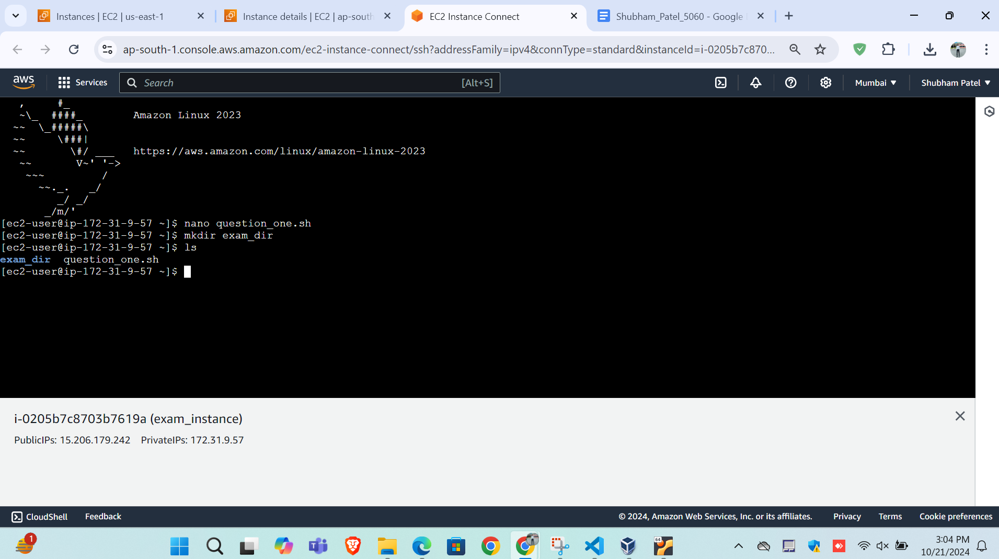 Instances | EC2 | us-east-1
Instance details | EC2 | ap-south
EC2 Instance Connect
Shubham_Patel_5060 - Google
ap-south-1.console.aws.amazon.com/ec2-instance-connect/ssh?addressFamily=ipv4&connType=standard&instanceId=i-0205b7c870...
aws Services Search [Alt+S] Mumbai ▼ Shubham Patel ▼
   ,     #_
   ~\_  ####_        Amazon Linux 2023
  ~~  \_#####\
  ~~     \###|
  ~~       \#/ ___   https://aws.amazon.com/linux/amazon-linux-2023
   ~~       V~' '->
    ~~~         /
      ~~._.   _/
         _/ _/
       _/m/'
[ec2-user@ip-172-31-9-57 ~]$ nano question_one.sh
[ec2-user@ip-172-31-9-57 ~]$ mkdir exam_dir
[ec2-user@ip-172-31-9-57 ~]$ ls
exam_dir  question_one.sh
[ec2-user@ip-172-31-9-57 ~]$
i-0205b7c8703b7619a (exam_instance)
PublicIPs: 15.206.179.242 PrivateIPs: 172.31.9.57
CloudShell Feedback © 2024, Amazon Web Services, Inc. or its affiliates. Privacy Terms Cookie preferences
1
64
3:04 PM
10/21/2024